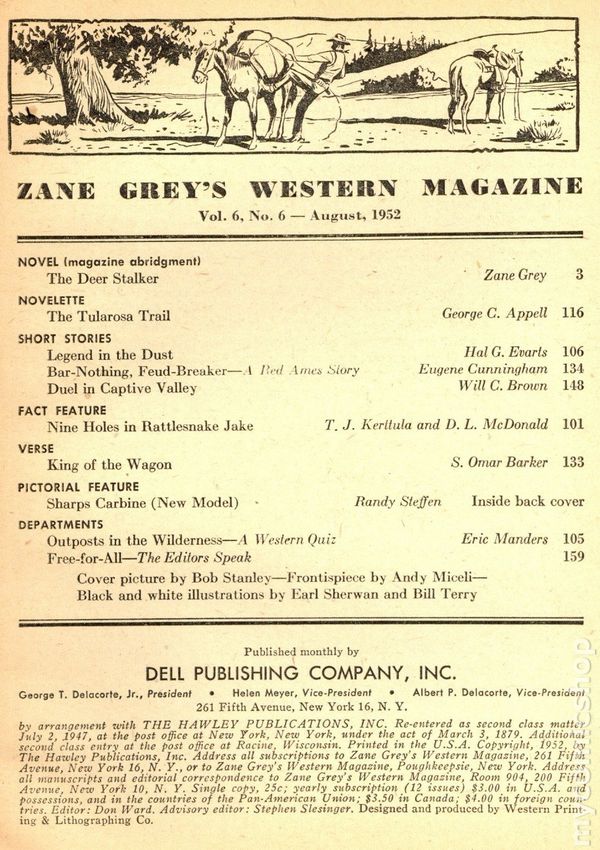 ZANE GREY'S WESTERN MAGAZINE
Vol. 6, No. 6 — August, 1952
NOVEL (magazine abridgment)
The Deer Stalker Zane Grey 3
NOVELETTE
The Tularosa Trail George C. Appell 116
SHORT STORIES
Legend in the Dust Hal G. Evarts 106
Bar-Nothing, Feud-Breaker—A Red Ames Story Eugene Cunningham 134
Duel in Captive Valley Will C. Brown 148
FACT FEATURE
Nine Holes in Rattlesnake Jake T. J. Kerttula and D. L. McDonald 101
VERSE
King of the Wagon S. Omar Barker 133
PICTORIAL FEATURE
Sharps Carbine (New Model) Randy Steffen Inside back cover
DEPARTMENTS
Outposts in the Wilderness—A Western Quiz Eric Manders 105
Free-for-All—The Editors Speak 159
Cover picture by Bob Stanley—Frontispiece by Andy Miceli—
Black and white illustrations by Earl Sherwan and Bill Terry
Published monthly by
DELL PUBLISHING COMPANY, INC.
George T. Delacorte, Jr., President • Helen Meyer, Vice-President • Albert P. Delacorte, Vice-President
261 Fifth Avenue, New York 16, N. Y.
by arrangement with THE HAWLEY PUBLICATIONS, INC. Re-entered as second class matter
July 2, 1947, at the post office at New York, New York, under the act of March 3, 1879. Additional
second class entry at the post office at Racine, Wisconsin. Printed in the U.S.A. Copyright, 1952, by
The Hawley Publications, Inc. Address all subscriptions to Zane Grey's Western Magazine, 261 Fifth
Avenue, New York 16, N. Y., or to Zane Grey's Western Magazine, Poughkeepsie, New York. Address
all manuscripts and editorial correspondence to Zane Grey's Western Magazine, Room 904, 200 Fifth
Avenue, New York 10, N. Y. Single copy, 25c; yearly subscription (12 issues) $3.00 in U.S.A. and
possessions, and in the countries of the Pan-American Union; $3.50 in Canada; $4.00 in foreign coun-
tries. Editor: Don Ward. Advisory editor: Stephen Slesinger. Designed and produced by Western Print-
ing & Lithographing Co.
mycomicshop